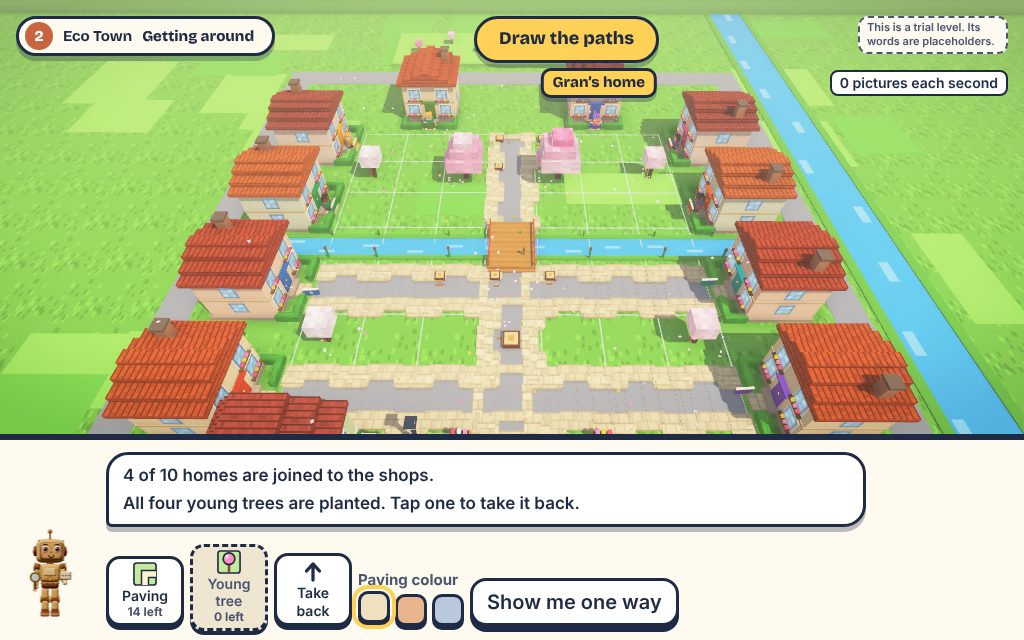 2 Eco Town Getting around
Draw the paths
This is a trial level. Its
words are placeholders.
Gran's home
0 pictures each second
4 of 10 homes are joined to the shops.
All four young trees are planted. Tap one to take it back.
Paving
14 left
Young
tree
0 left
Take
back
Paving colour
Show me one way